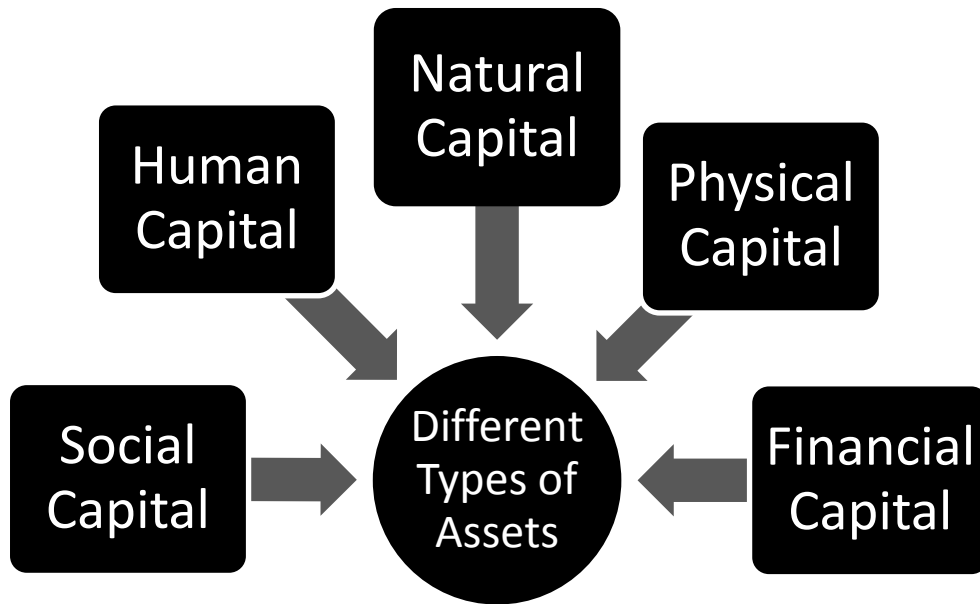 Natural
Capital
Human
Capital
Physical
Capital
Social
Capital
Different
Types of
Assets
Financial
Capital